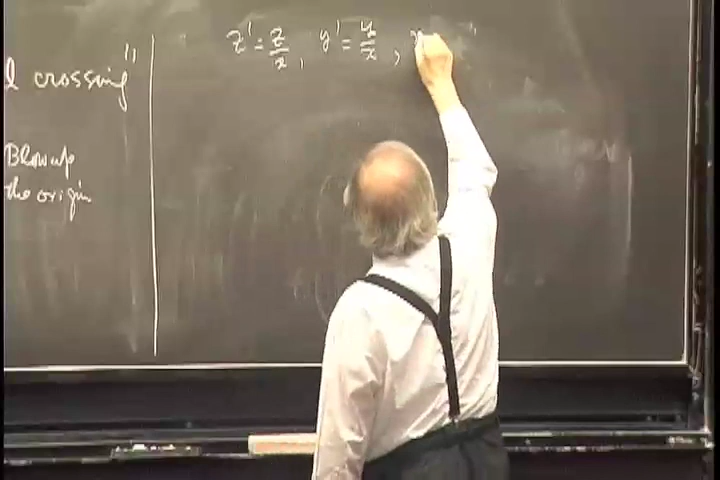 crossing"
Blowup
the origin
z' = z/x, y' = y/x,